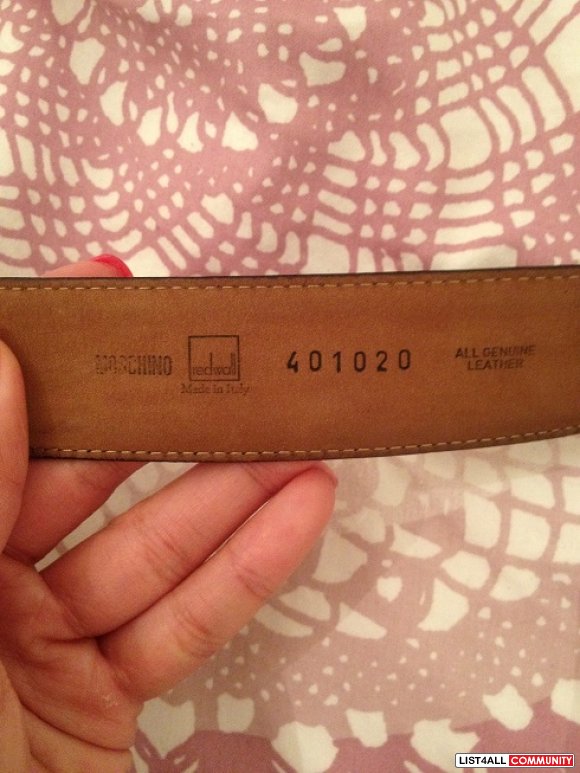 MOSCHINO
redwall
Made in Italy
401020
ALL GENUINE
LEATHER
LIST4ALL COMMUNITY